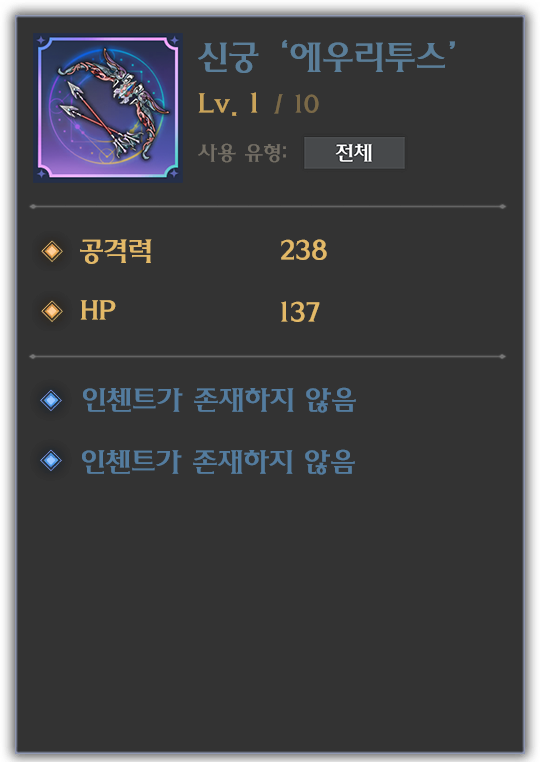 신궁 ‘에우리투스’
Lv. 1 / 10
사용 유형: 전체
공격력 238
HP 137
인첸트가 존재하지 않음
인첸트가 존재하지 않음